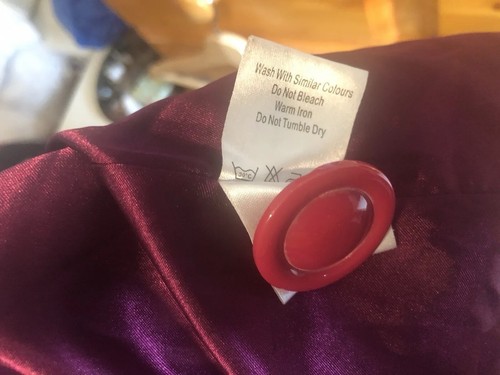 Wash With Similar Colours
Do Not Bleach
Warm Iron
Do Not Tumble Dry